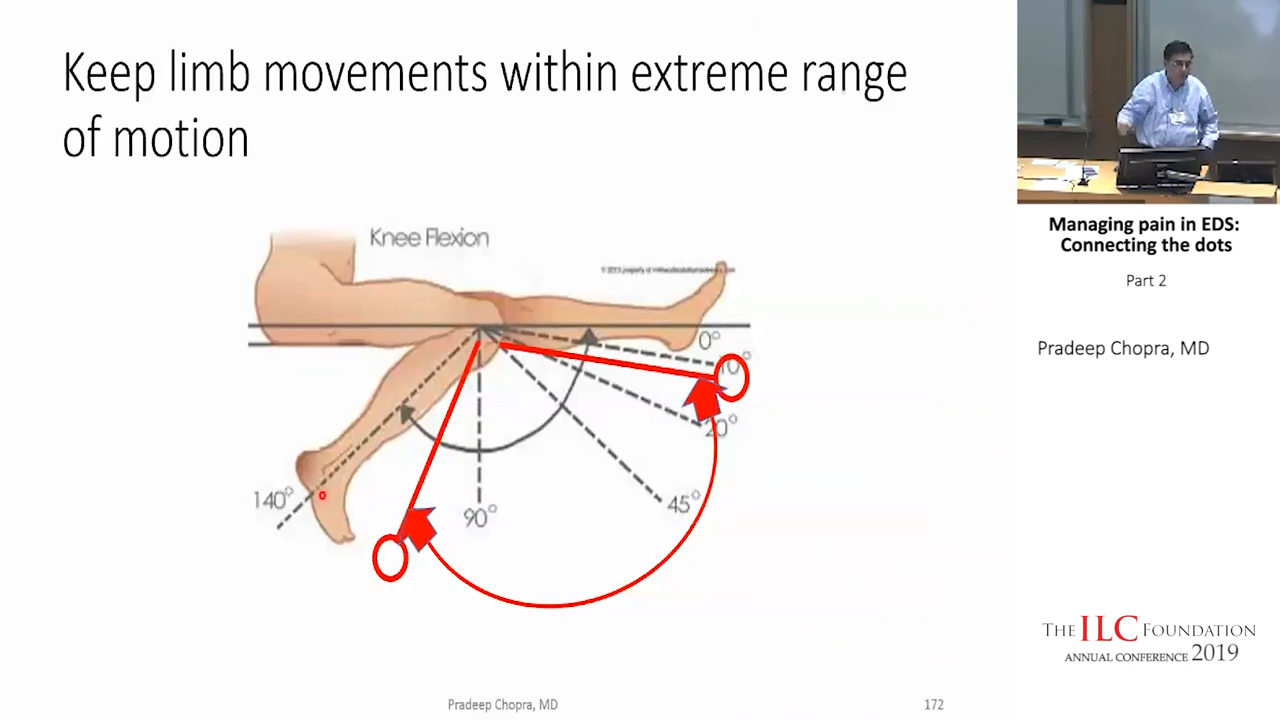 Keep limb movements within extreme range
of motion
Knee Flexion
0°
10°
20°
45°
90°
140°
Pradeep Chopra, MD
172
Managing pain in EDS:
Connecting the dots
Part 2
Pradeep Chopra, MD
THE ILC FOUNDATION
ANNUAL CONFERENCE 2019